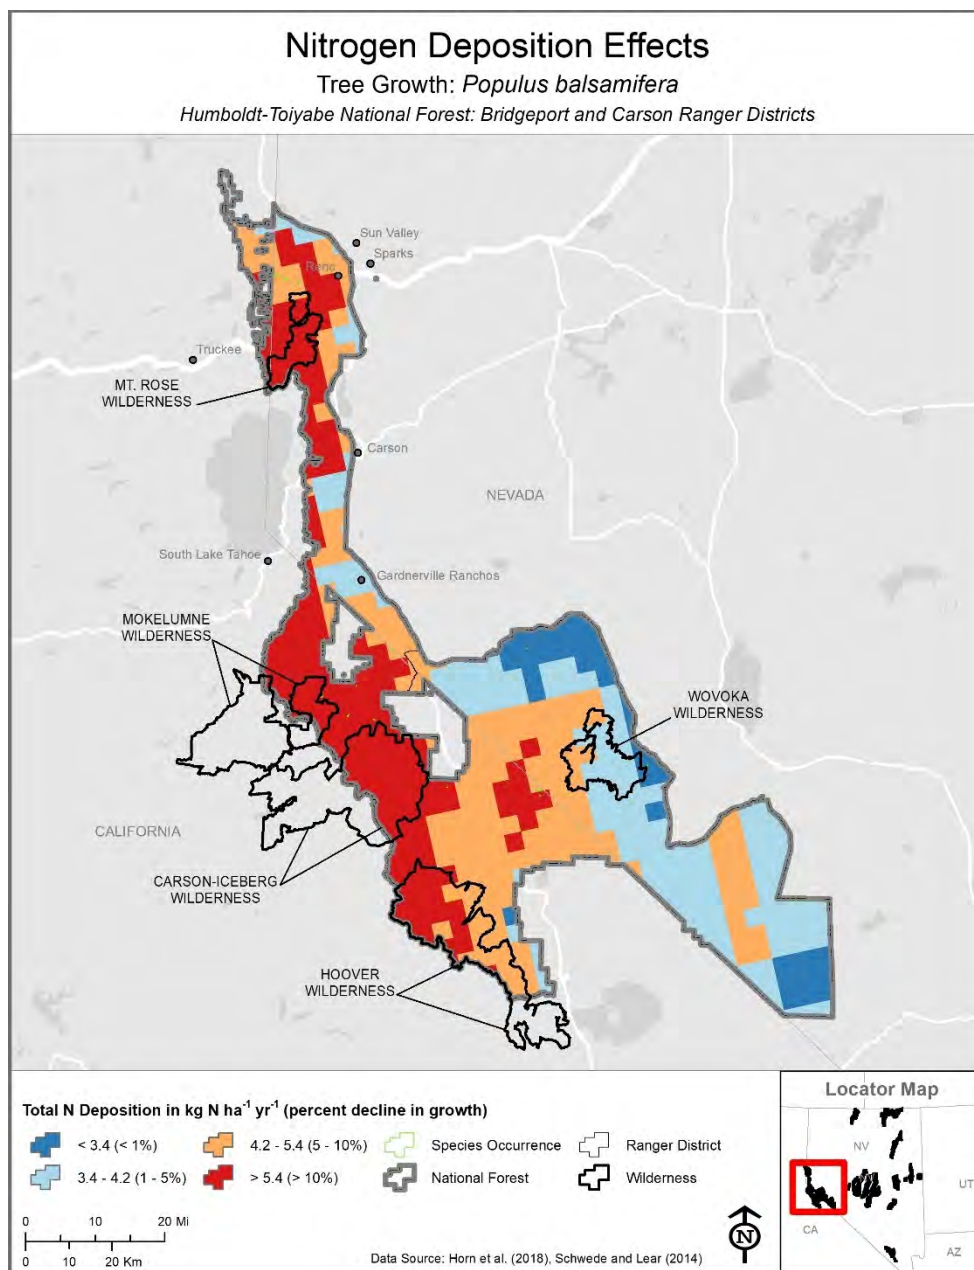 Nitrogen Deposition Effects
Tree Growth: Populus balsamifera
Humboldt-Toiyabe National Forest: Bridgeport and Carson Ranger Districts
Sun Valley
Sparks
Reno
Truckee
MT. ROSE
WILDERNESS
Carson
NEVADA
South Lake Tahoe
Gardnerville Ranchos
MOKELUMNE
WILDERNESS
WOVOKA
WILDERNESS
CALIFORNIA
CARSON-ICEBERG
WILDERNESS
HOOVER
WILDERNESS
Total N Deposition in kg N ha⁻¹ yr⁻¹ (percent decline in growth)
< 3.4 (< 1%)
4.2 - 5.4 (5 - 10%)
Species Occurrence
Ranger District
3.4 - 4.2 (1 - 5%)
> 5.4 (> 10%)
National Forest
Wilderness
0 10 20 Mi
0 10 20 Km
N
Data Source: Horn et al. (2018), Schwede and Lear (2014)
Locator Map
NV
UT
CA
AZ